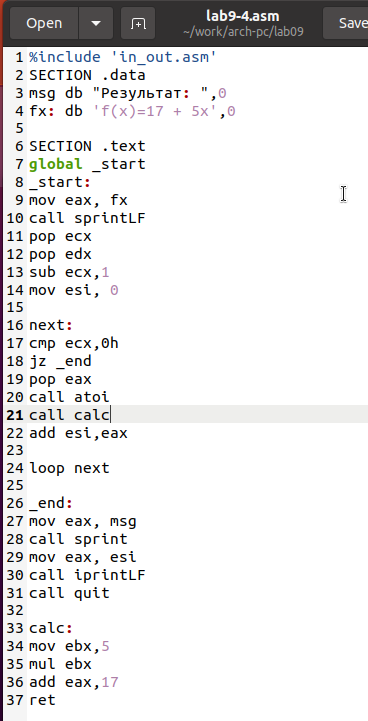 Open
lab9-4.asm
~/work/arch-pc/lab09
Save
1 %include 'in_out.asm'
2 SECTION .data
3 msg db "Результат: ",0
4 fx: db 'f(x)=17 + 5x',0
5
6 SECTION .text
7 global _start
8 _start:
9 mov eax, fx
10 call sprintLF
11 pop ecx
12 pop edx
13 sub ecx,1
14 mov esi, 0
15
16 next:
17 cmp ecx,0h
18 jz _end
19 pop eax
20 call atoi
21 call calc
22 add esi,eax
23
24 loop next
25
26 _end:
27 mov eax, msg
28 call sprint
29 mov eax, esi
30 call iprintLF
31 call quit
32
33 calc:
34 mov ebx,5
35 mul ebx
36 add eax,17
37 ret